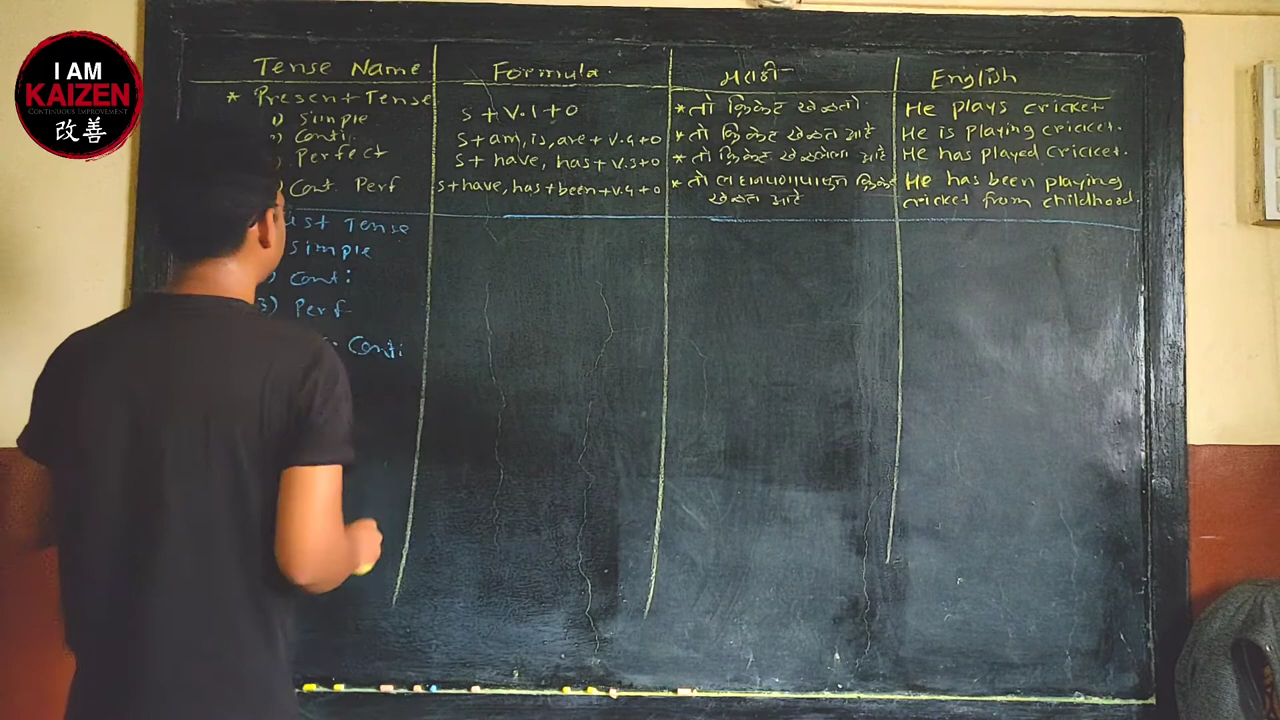 I AM
KAIZEN
CONTINUOUS IMPROVEMENT
改善
Tense Name Formula मराठी English
* Present Tense
1) Simple S + V.1 + O * तो क्रिकेट खेळतो He plays cricket
Conti. S + am, is, are + V.4 + O * तो क्रिकेट खेळत आहे He is playing cricket.
Perfect S + have, has + V.3 + O * तो क्रिकेट खेळलेला आहे He has played cricket.
Cont. Perf S + have, has + been + V.4 + O * तो लहानपणापासून क्रिकेट He has been playing
खेळत आहे cricket from childhood.
Tense
Simple
Conti
3) Perf
Conti